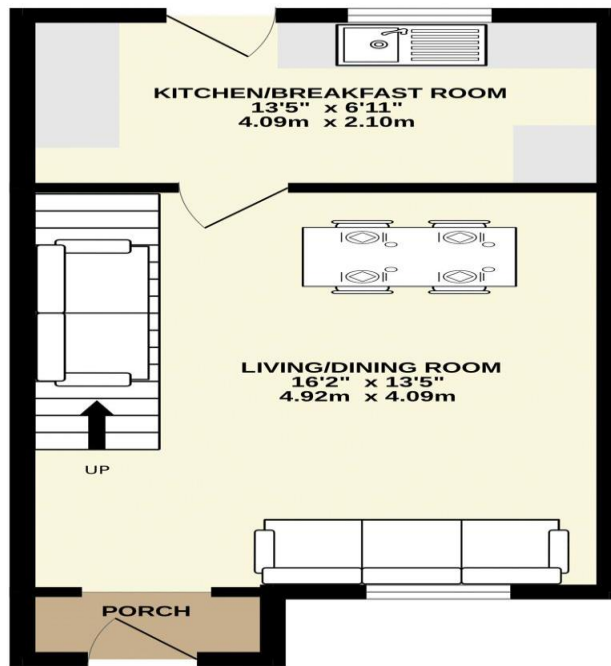 KITCHEN/BREAKFAST ROOM
13'5" x 6'11"
4.09m x 2.10m
LIVING/DINING ROOM
16'2" x 13'5"
4.92m x 4.09m
UP
PORCH